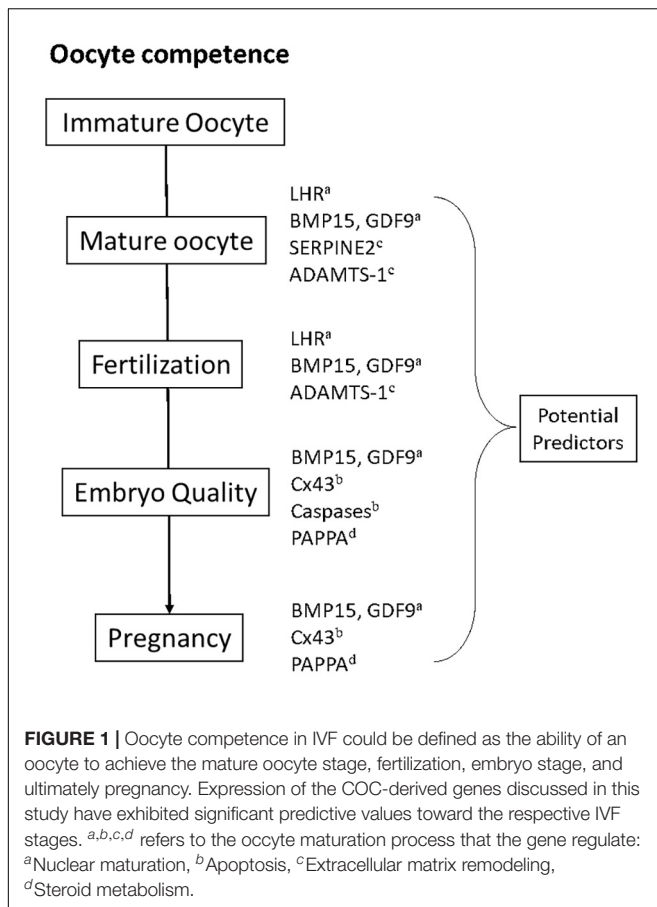 Oocyte competence
Immature Oocyte
Mature oocyte
LHRᵃ
BMP15, GDF9ᵃ
SERPINE2ᶜ
ADAMTS-1ᶜ
Fertilization
LHRᵃ
BMP15, GDF9ᵃ
ADAMTS-1ᶜ
Embryo Quality
BMP15, GDF9ᵃ
Cx43ᵇ
Caspasesᵇ
PAPPAᵈ
Pregnancy
BMP15, GDF9ᵃ
Cx43ᵇ
PAPPAᵈ
Potential
Predictors
FIGURE 1 | Oocyte competence in IVF could be defined as the ability of an
oocyte to achieve the mature oocyte stage, fertilization, embryo stage, and
ultimately pregnancy. Expression of the COC-derived genes discussed in this
study have exhibited significant predictive values toward the respective IVF
stages. ᵃ,ᵇ,ᶜ,ᵈ refers to the occyte maturation process that the gene regulate:
ᵃNuclear maturation, ᵇApoptosis, ᶜExtracellular matrix remodeling,
ᵈSteroid metabolism.